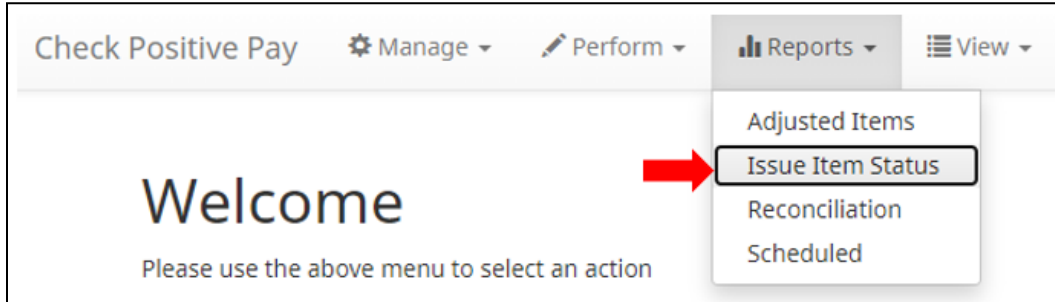 Check Positive Pay Manage Perform Reports View
Adjusted Items
Issue Item Status
Reconciliation
Scheduled
Welcome
Please use the above menu to select an action